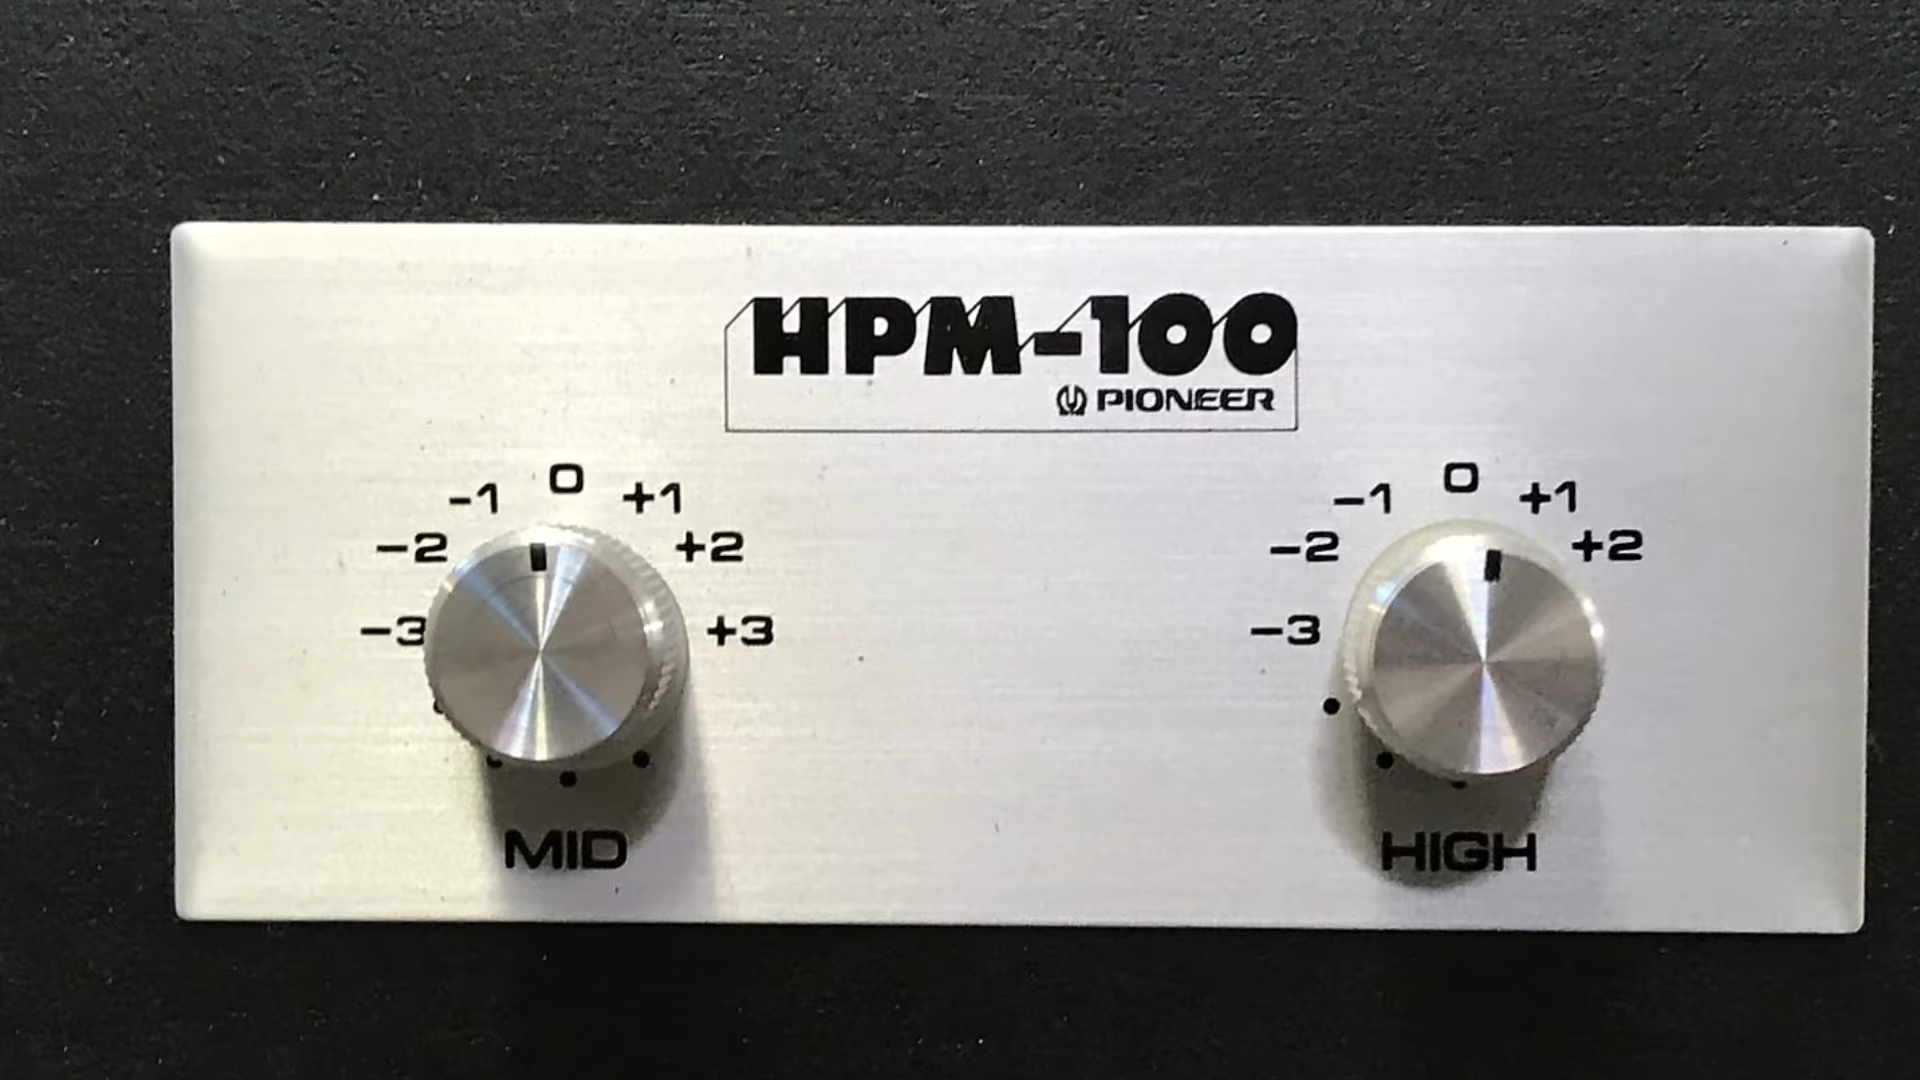 HPM-100
PIONEER
-3 -2 -1 0 +1 +2 +3
MID
-3 -2 -1 0 +1 +2
HIGH